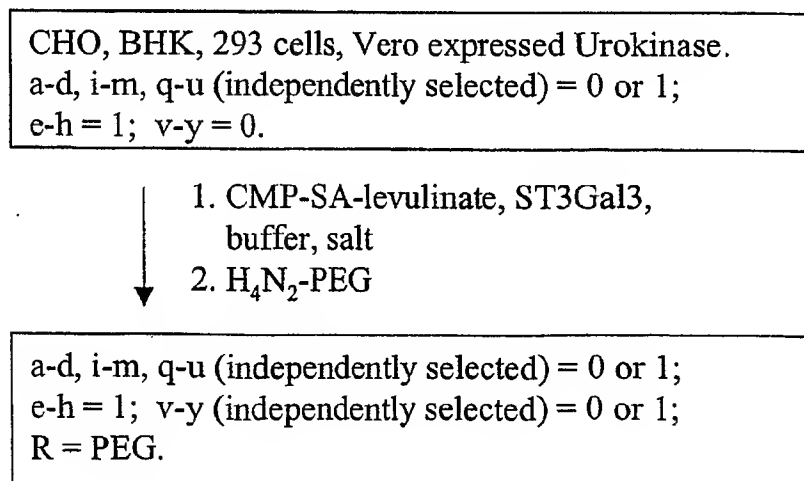 CHO, BHK, 293 cells, Vero expressed Urokinase.
a-d, i-m, q-u (independently selected) = 0 or 1;
e-h = 1; v-y = 0.
1. CMP-SA-levulinate, ST3Gal3,
buffer, salt
2. H₄N₂-PEG
a-d, i-m, q-u (independently selected) = 0 or 1;
e-h = 1; v-y (independently selected) = 0 or 1;
R = PEG.